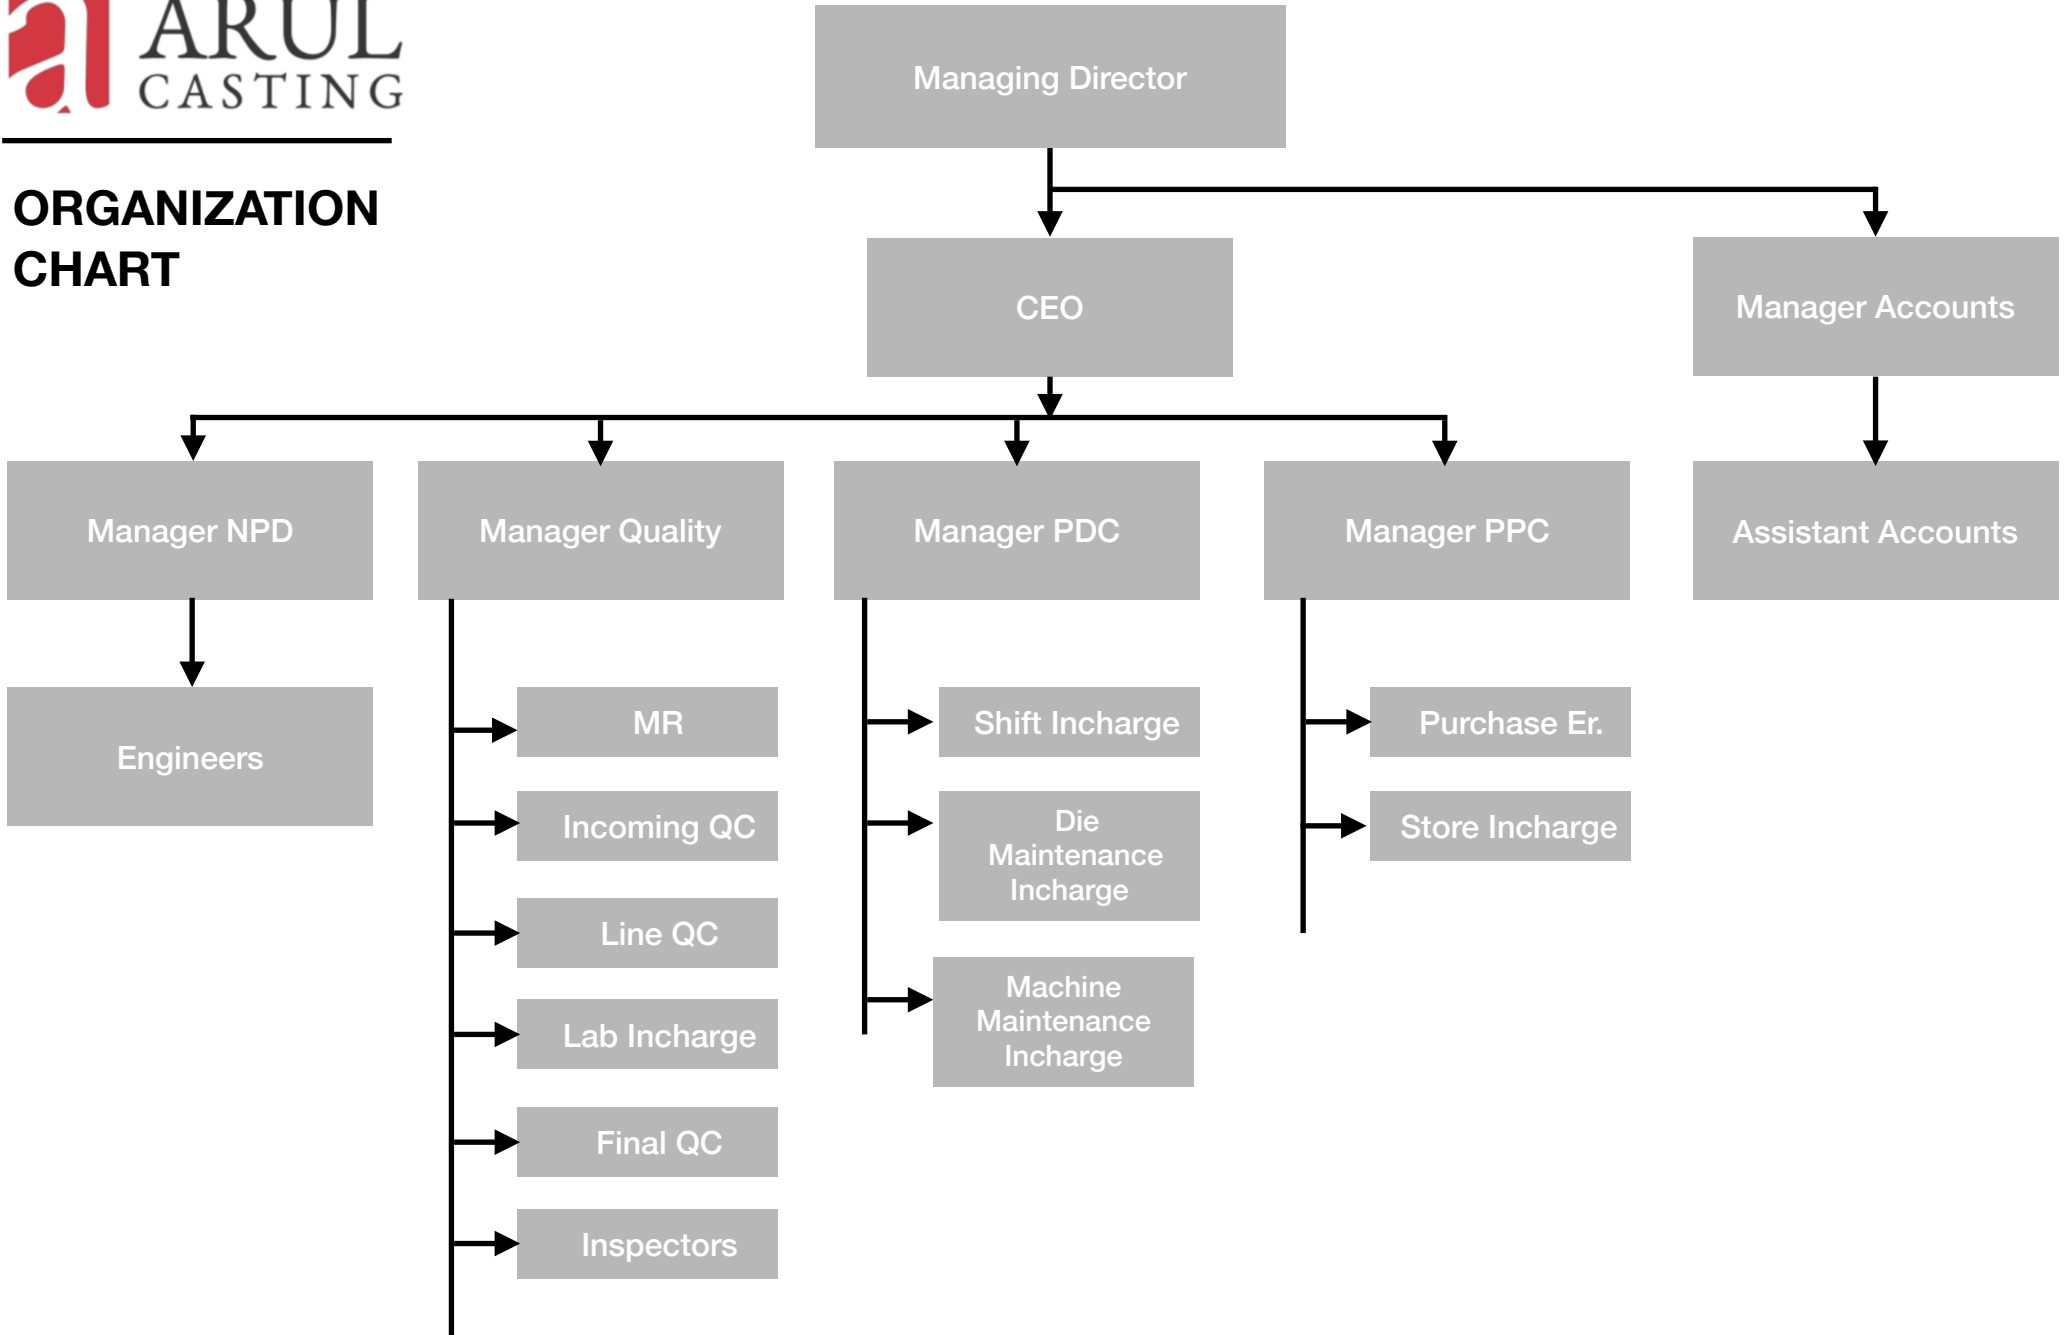 ARUL
CASTING
ORGANIZATION
CHART
Managing Director
CEO
Manager Accounts
Manager NPD
Manager Quality
Manager PDC
Manager PPC
Assistant Accounts
Engineers
MR
Incoming QC
Line QC
Lab Incharge
Final QC
Inspectors
Shift Incharge
Die
Maintenance
Incharge
Machine
Maintenance
Incharge
Purchase Er.
Store Incharge